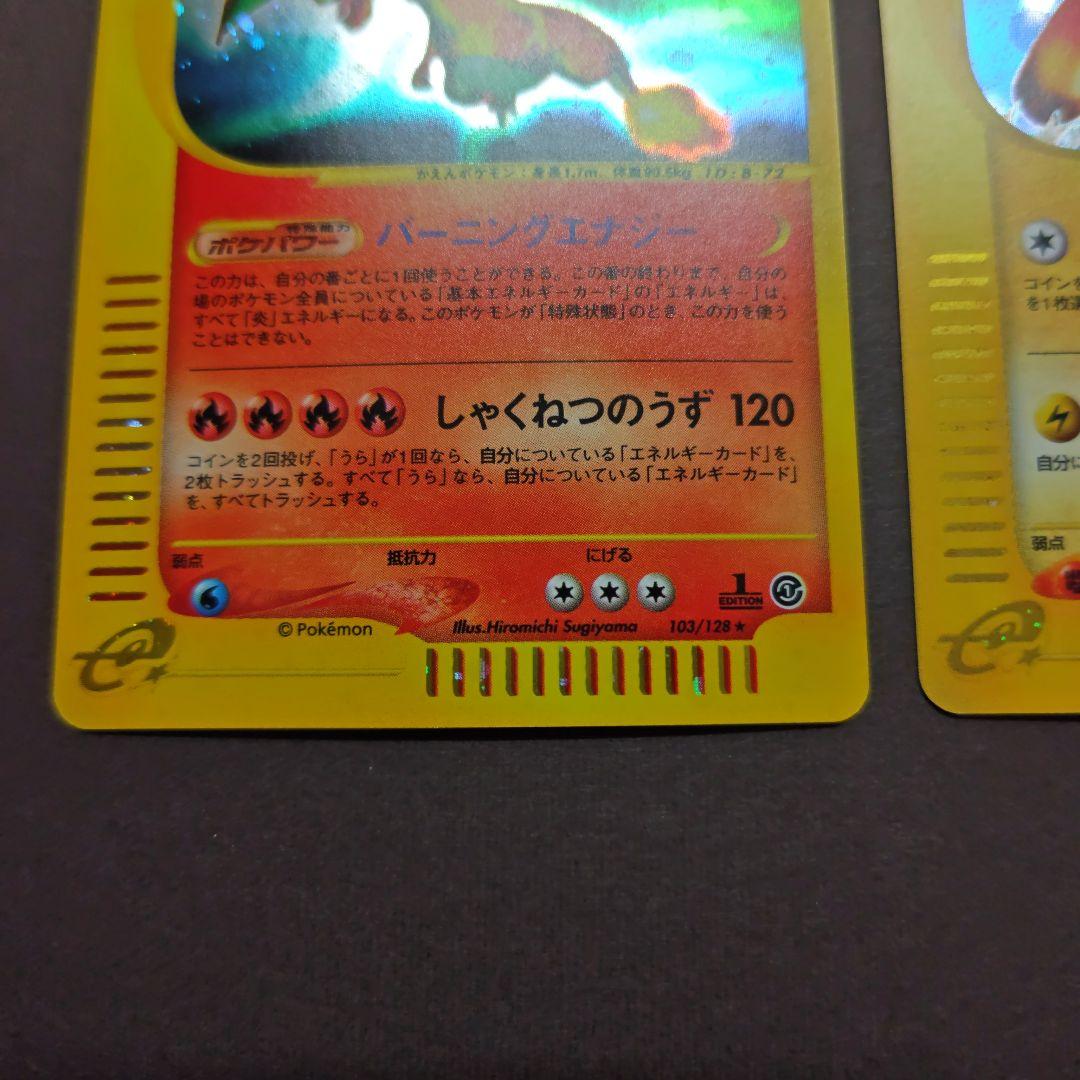 かえんポケモン：身長1.7m、体重90.5kg ID：B-72
特殊能力
ポケパワー バーニングエナジー
この力は、自分の番ごとに1回使うことができる。この番の終わりまで、自分の
場のポケモン全員についている「基本エネルギーカード」の「エネルギー」は、
すべて「炎」エネルギーになる。このポケモンが「特殊状態」のとき、この力を使う
ことはできない。
しゃくねつのうず 120
コインを2回投げ、「うら」が1回なら、自分についている「エネルギーカード」を、
2枚トラッシュする。すべて「うら」なら、自分についている「エネルギーカード」
を、すべてトラッシュする。
弱点 抵抗力 にげる
1
EDITION
© Pokémon Illus.Hiromichi Sugiyama 103/128 ★
e
コインを
を1枚選
自分に
弱点
e